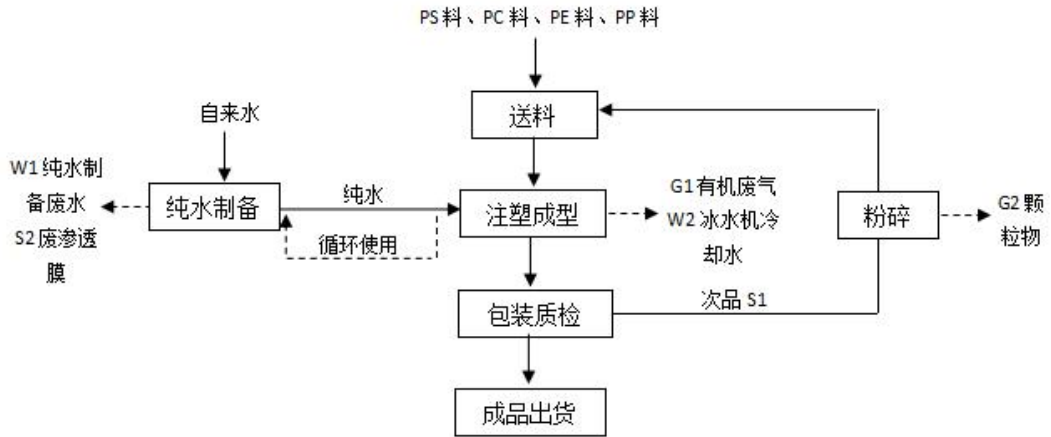 PS料、PC料、PE料、PP料
送料
自来水
W1纯水制
备废水
S2废渗透
膜
纯水制备
纯水
循环使用
注塑成型
G1有机废气
W2冰水机冷
却水
粉碎
G2颗
粒物
包装质检
次品 S1
成品出货